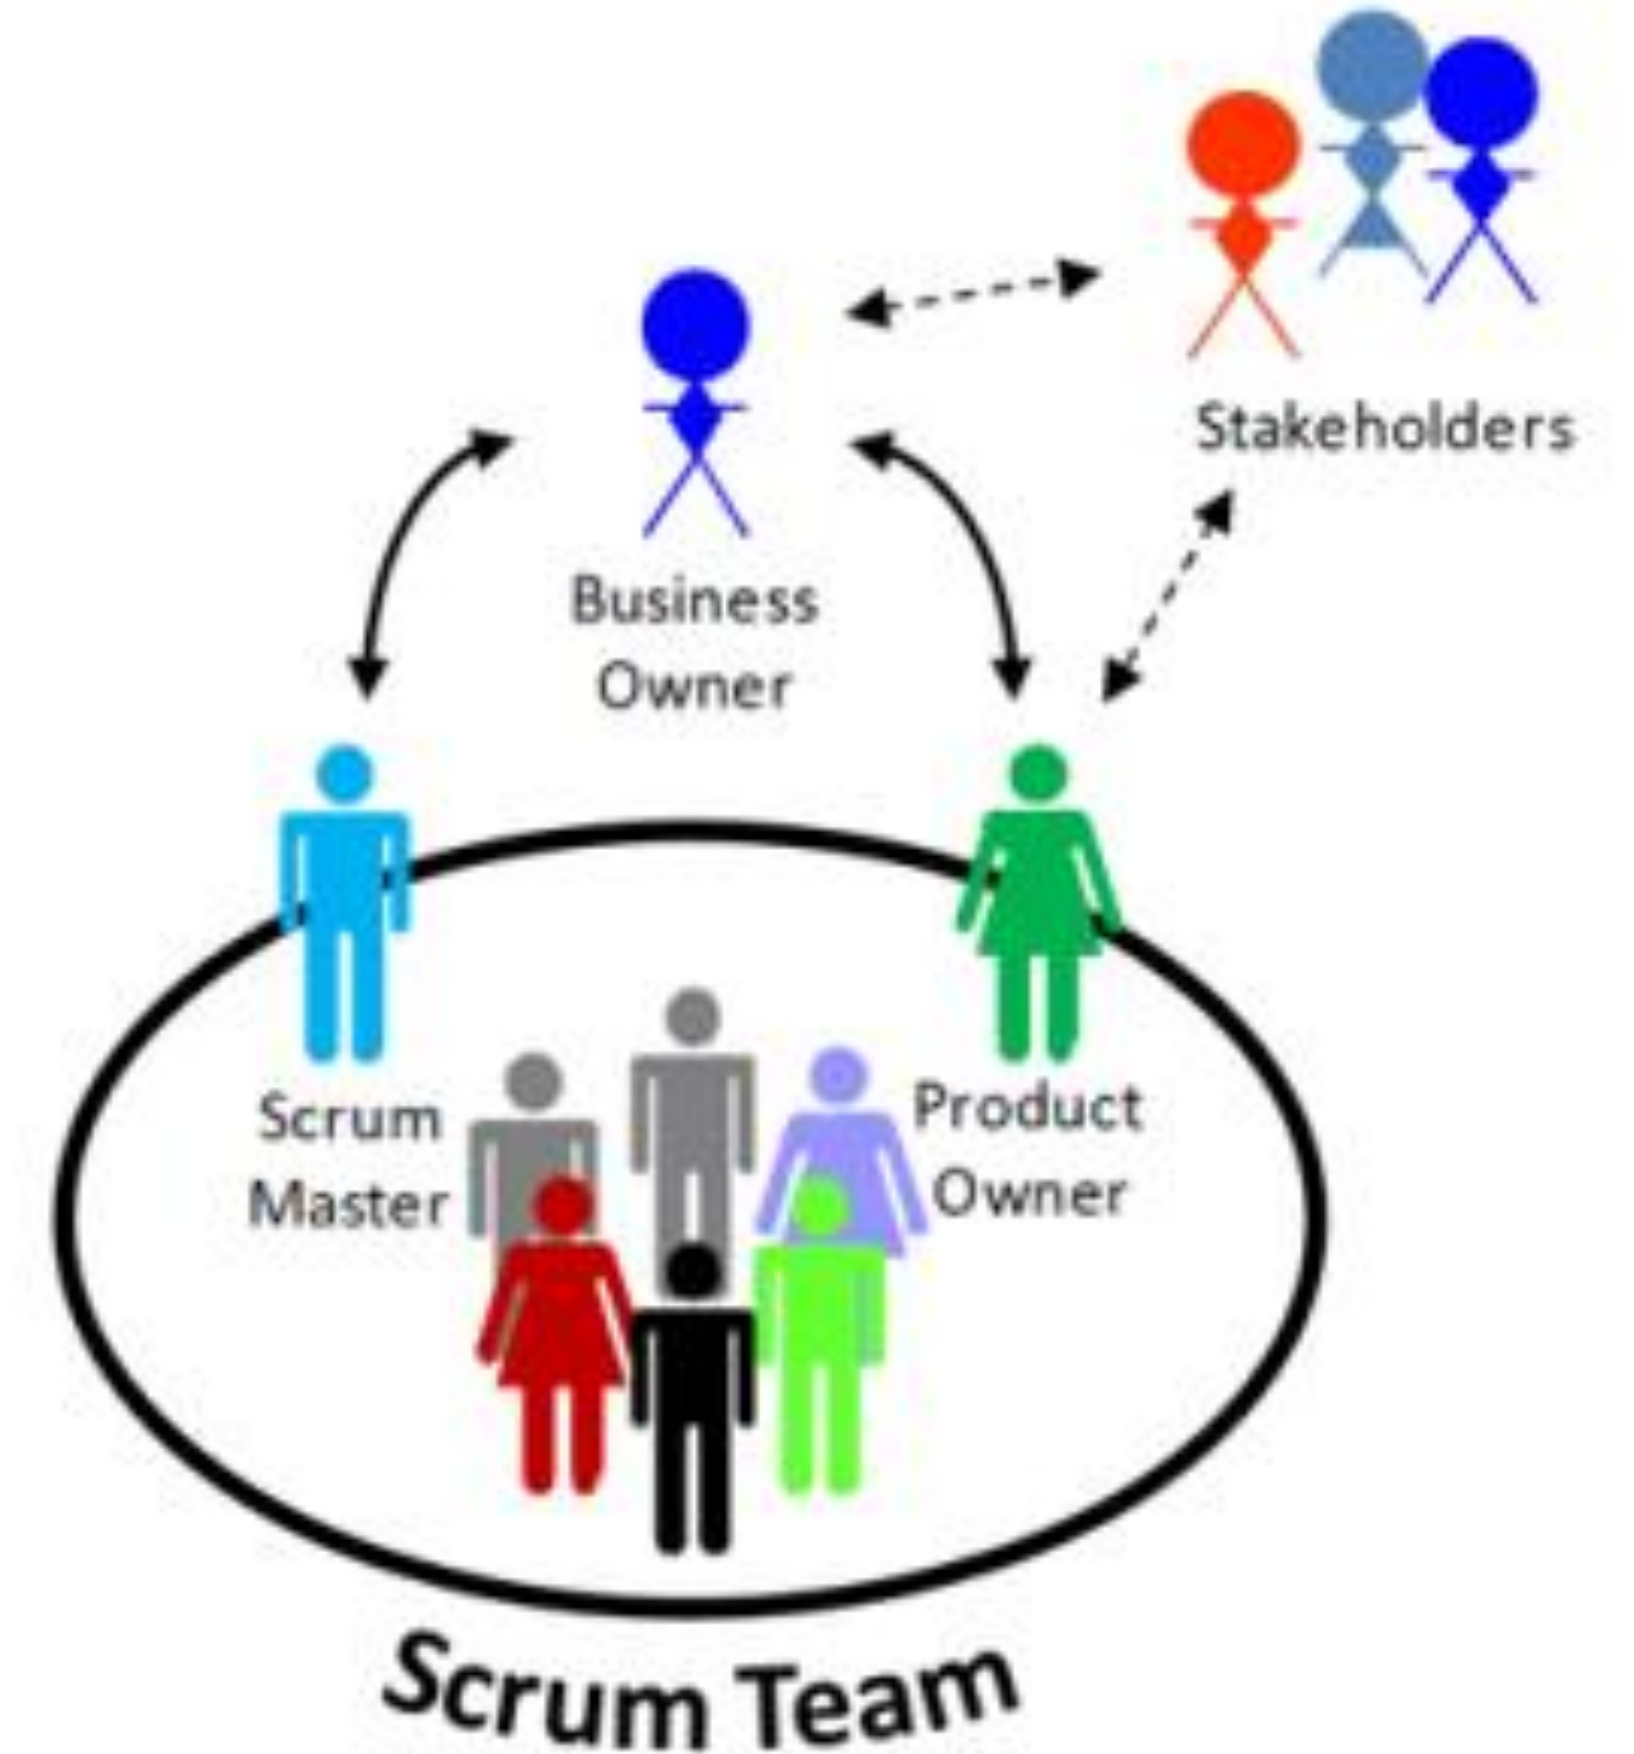 Stakeholders
Business
Owner
Scrum
Master
Product
Owner
Scrum Team